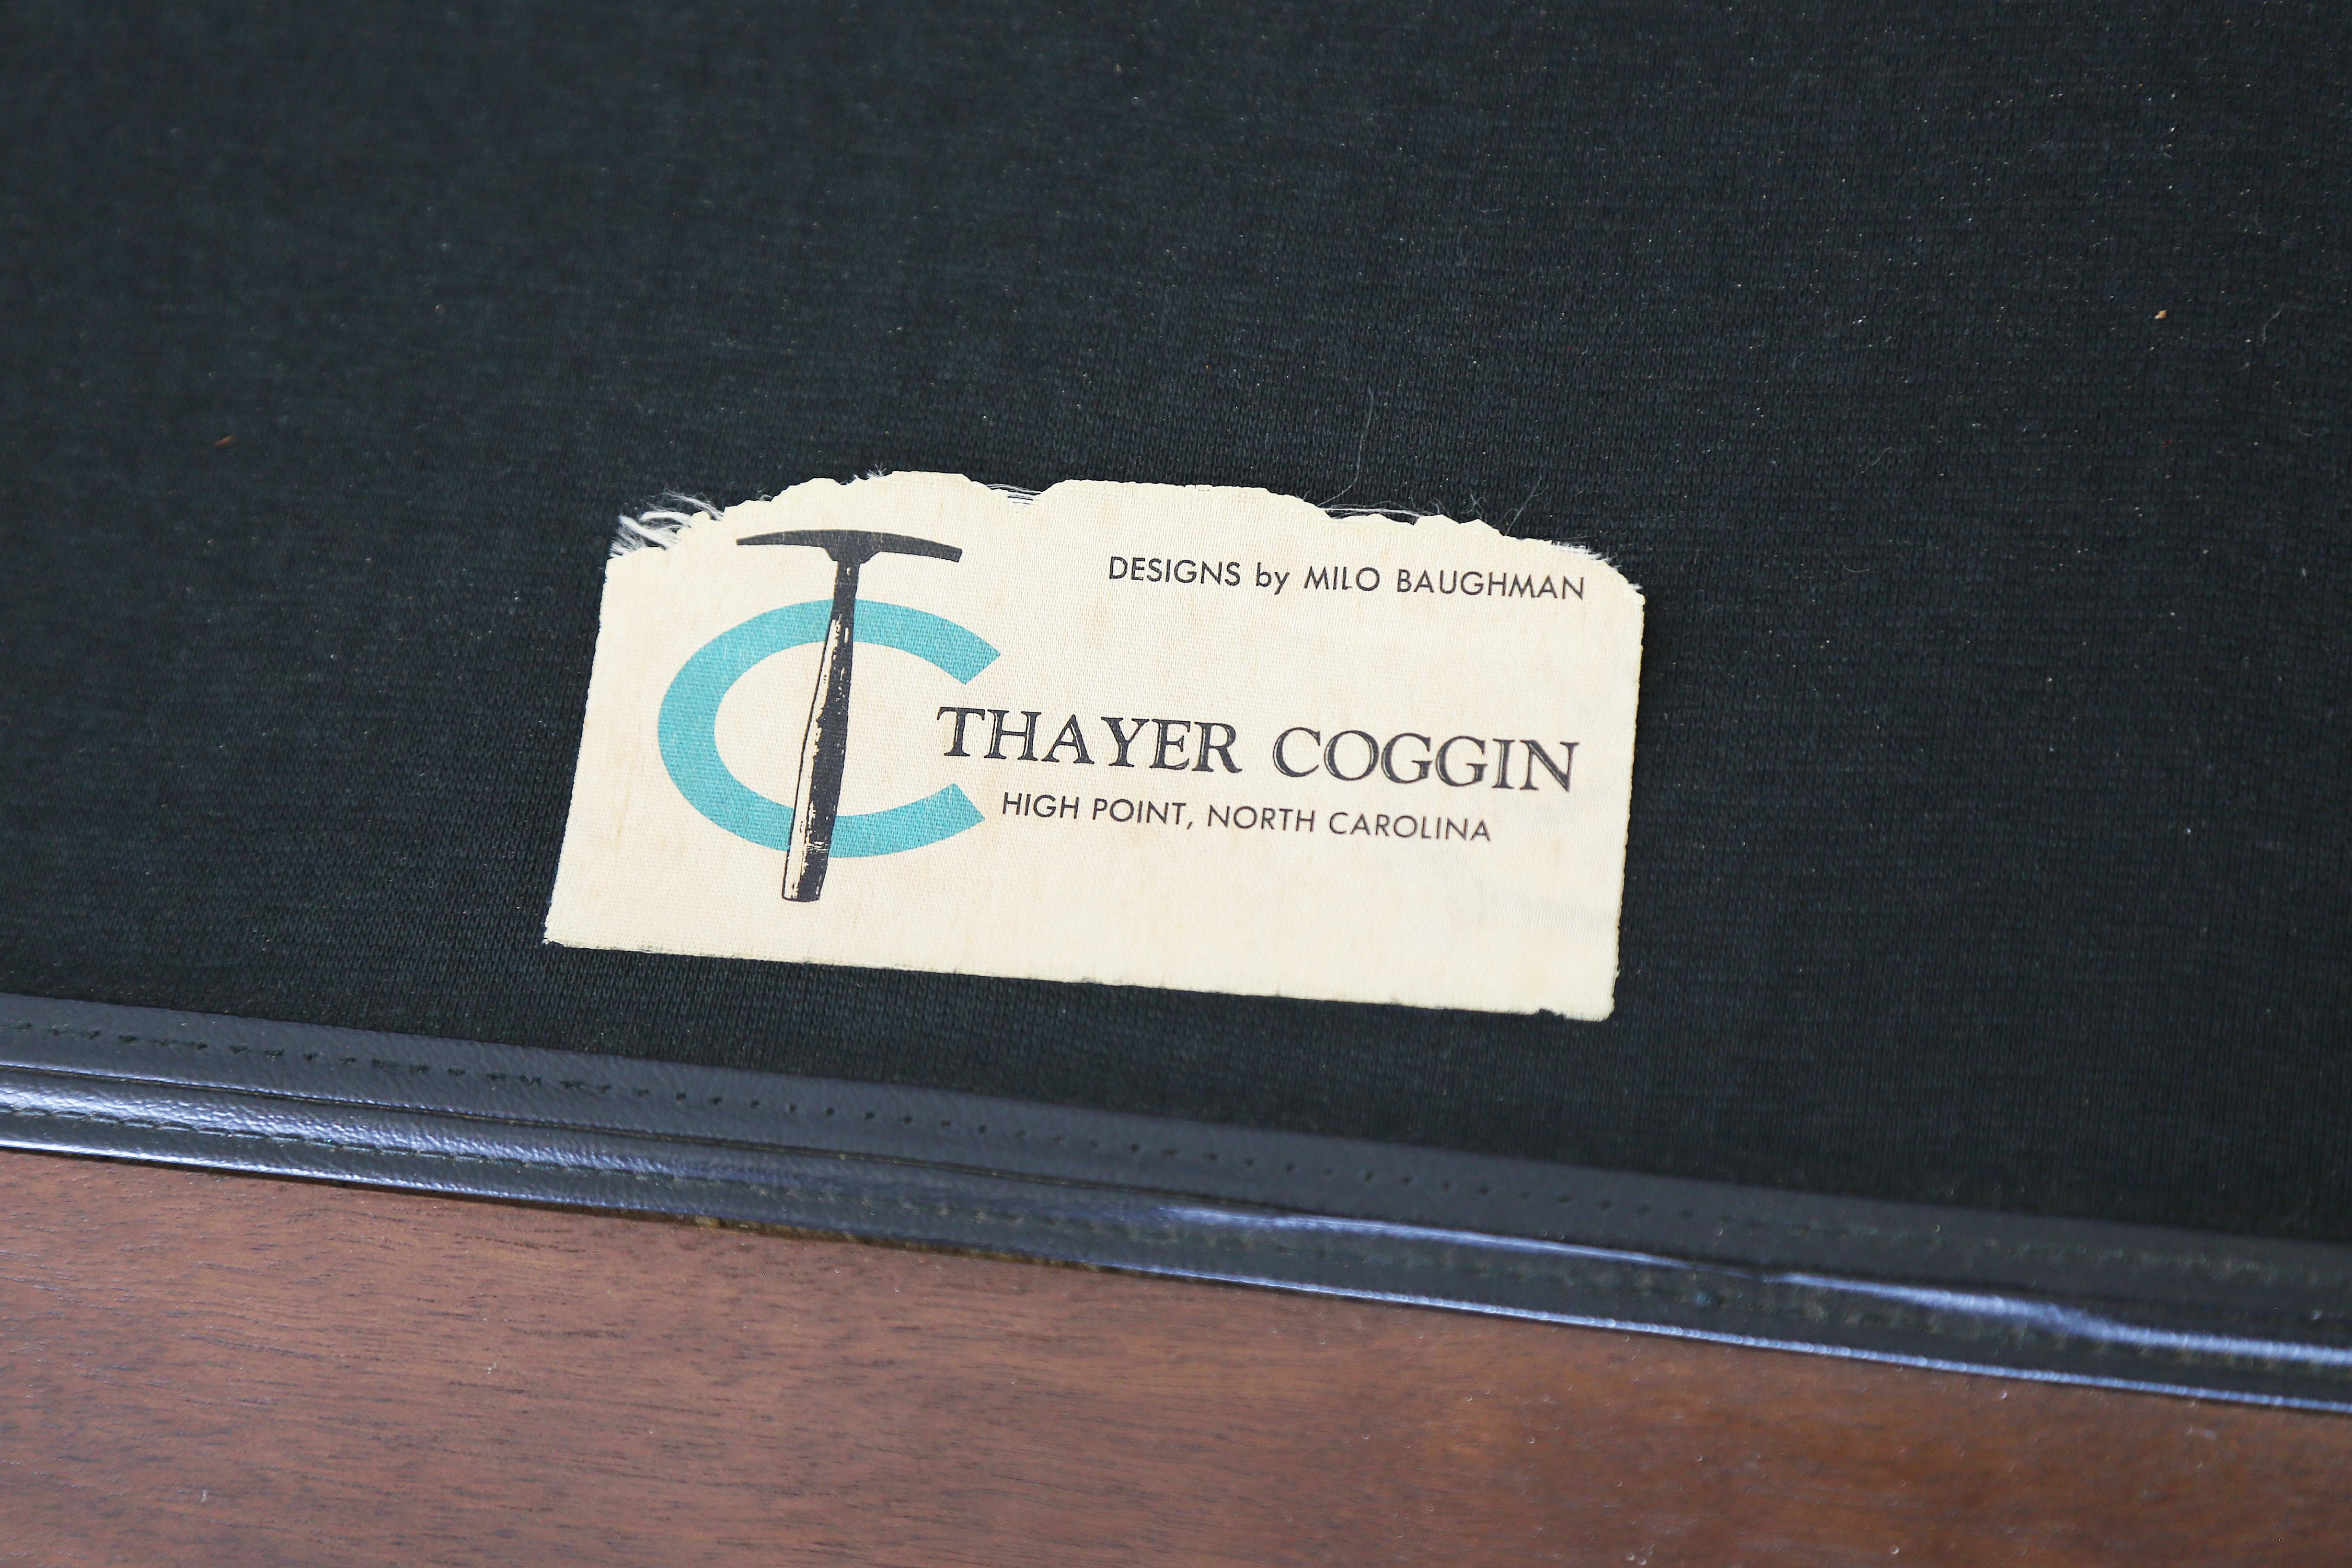 DESIGNS by MILO BAUGHMAN
THAYER COGGIN
HIGH POINT, NORTH CAROLINA